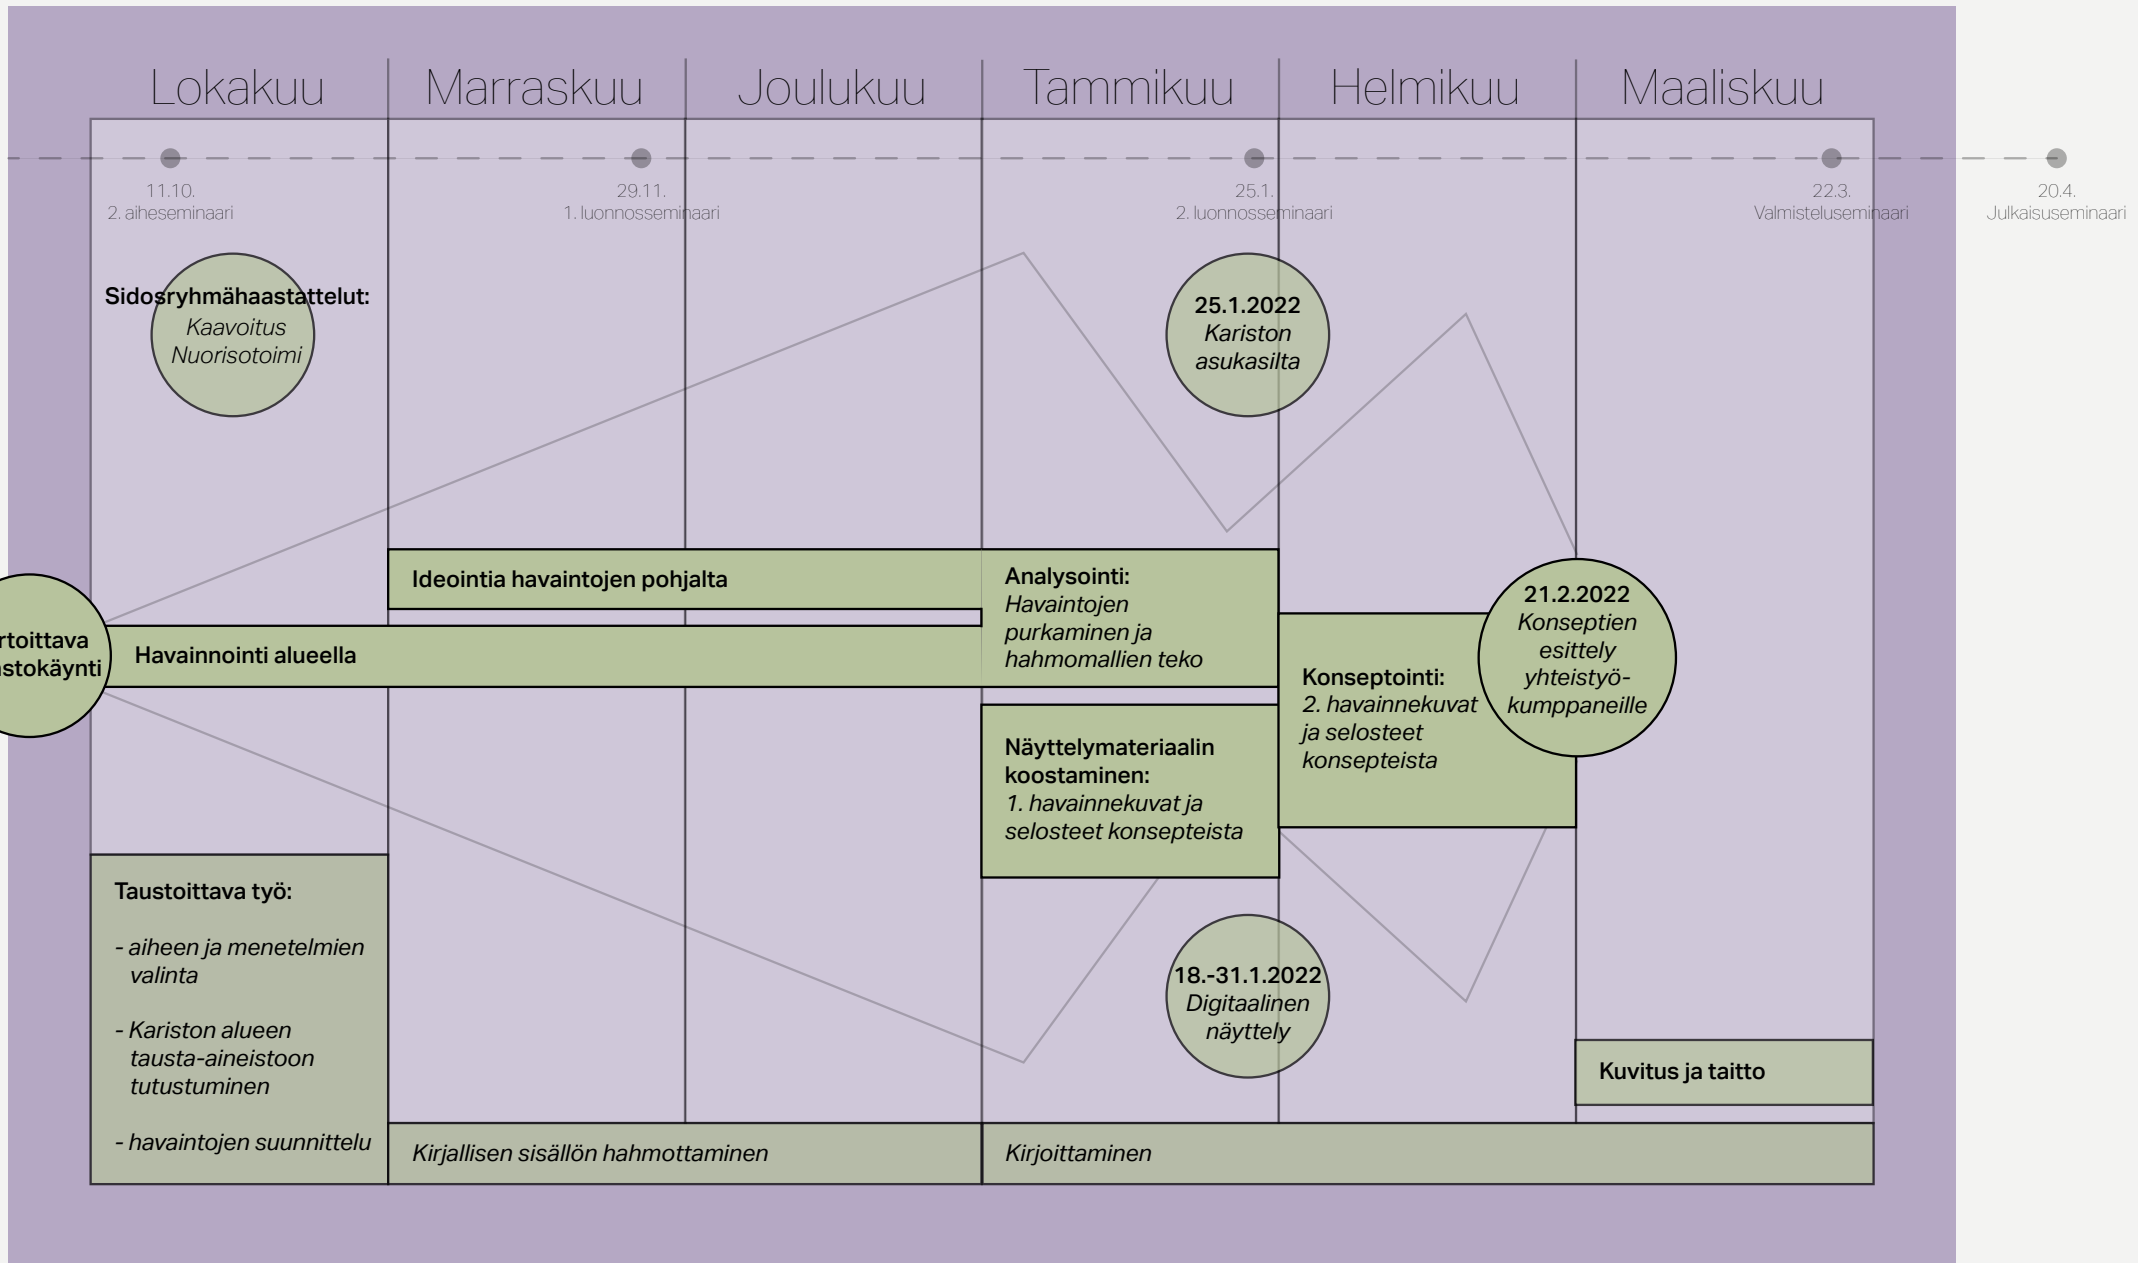 Lokakuu
Marraskuu
Joulukuu
Tammikuu
Helmikuu
Maaliskuu
11.10.
2. aiheseminaari
29.11.
1. luonnosseminaari
25.1.
2. luonnosseminaari
22.3.
Valmisteluseminaari
20.4.
Julkaisuseminaari
Sidosryhmähaastattelut:
Kaavoitus
Nuorisotoimi
25.1.2022
Kariston
asukasilta
Ideointia havaintojen pohjalta
Analysointi:
Havaintojen
purkaminen ja
hahmomallien teko
rtoittava
stokäynti
Havainnointi alueella
Konseptointi:
2. havainnekuvat
ja selosteet
konsepteista
21.2.2022
Konseptien
esittely
yhteistyö-
kumppaneille
Näyttelymateriaalin
koostaminen:
1. havainnekuvat ja
selosteet konsepteista
Taustoittava työ:
- aiheen ja menetelmien
valinta
- Kariston alueen
tausta-aineistoon
tutustuminen
- havaintojen suunnittelu
18.-31.1.2022
Digitaalinen
näyttely
Kuvitus ja taitto
Kirjallisen sisällön hahmottaminen
Kirjoittaminen